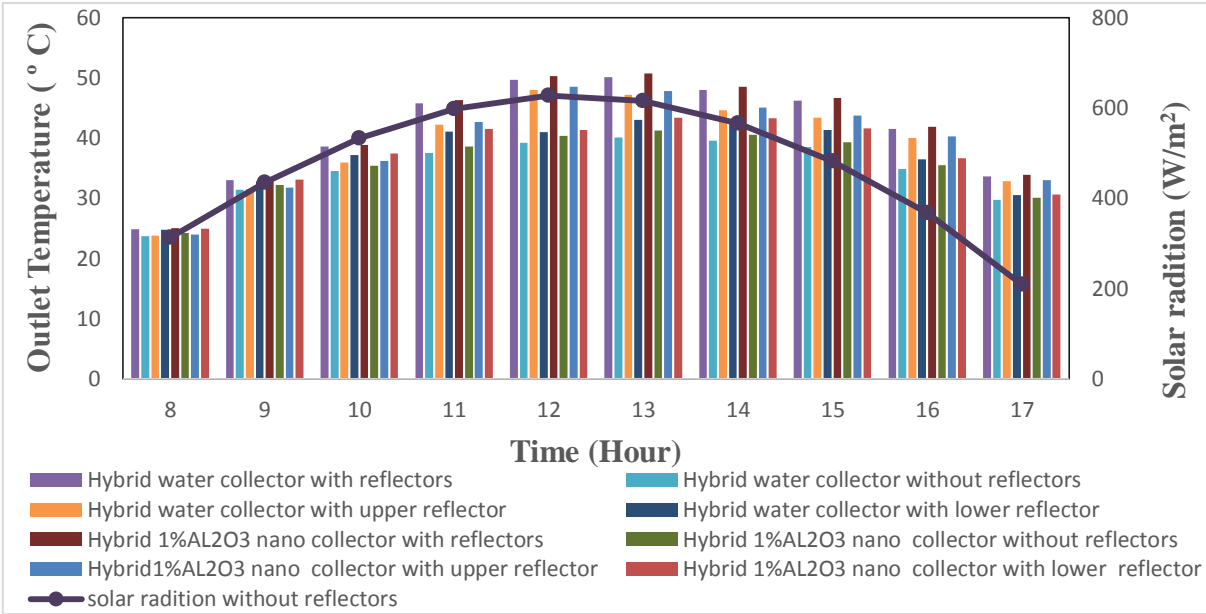 60
50
40
30
20
10
0
Outlet Temperature ( º C)
800
600
400
200
0
Solar radition (W/m²)
8 9 10 11 12 13 14 15 16 17
Time (Hour)
Hybrid water collector with reflectors
Hybrid water collector without reflectors
Hybrid water collector with upper reflector
Hybrid water collector with lower reflector
Hybrid 1%AL2O3 nano collector with reflectors
Hybrid 1%AL2O3 nano  collector without reflectors
Hybrid1%AL2O3 nano  collector with upper reflector
Hybrid 1%AL2O3 nano  collector with lower  reflector
solar radition without reflectors